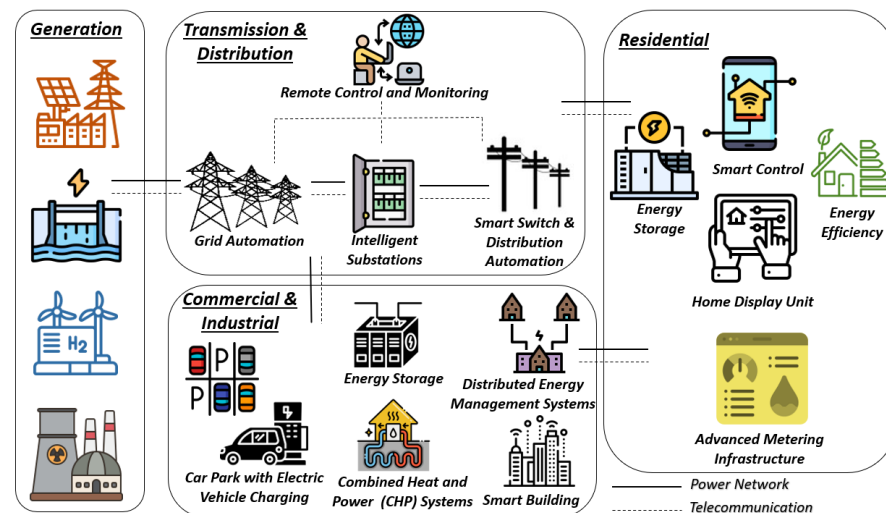 Generation
Transmission &
Distribution
Remote Control and Monitoring
Grid Automation
Intelligent
Substations
Smart Switch &
Distribution
Automation
Residential
Smart Control
Energy
Storage
Energy
Efficiency
Home Display Unit
Advanced Metering
Infrastructure
H2
Commercial &
Industrial
P
P
Energy Storage
Distributed Energy
Management Systems
Car Park with Electric
Vehicle Charging
Combined Heat and
Power (CHP) Systems
Smart Building
Power Network
Telecommunication